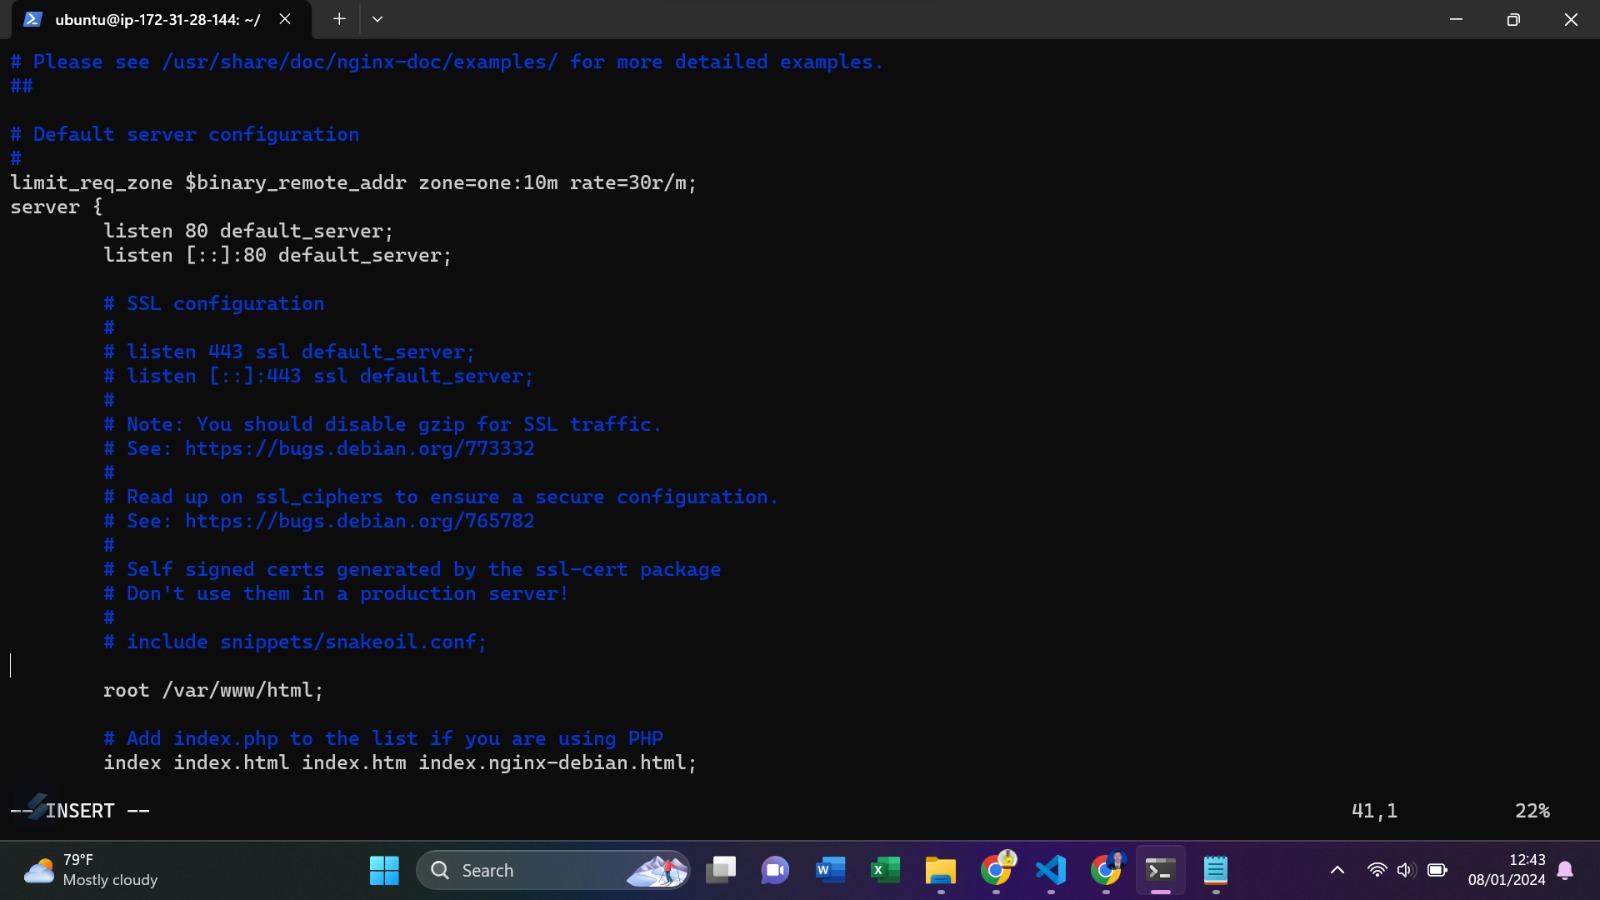 ubuntu@ip-172-31-28-144: ~/
# Please see /usr/share/doc/nginx-doc/examples/ for more detailed examples.
##
# Default server configuration
#
limit_req_zone $binary_remote_addr zone=one:10m rate=30r/m;
server {
listen 80 default_server;
listen [::]:80 default_server;
# SSL configuration
#
# listen 443 ssl default_server;
# listen [::]:443 ssl default_server;
#
# Note: You should disable gzip for SSL traffic.
# See: https://bugs.debian.org/773332
#
# Read up on ssl_ciphers to ensure a secure configuration.
# See: https://bugs.debian.org/765782
#
# Self signed certs generated by the ssl-cert package
# Don't use them in a production server!
#
# include snippets/snakeoil.conf;
root /var/www/html;
# Add index.php to the list if you are using PHP
index index.html index.htm index.nginx-debian.html;
-- INSERT -- 41,1 22%
79°F
Mostly cloudy
Search
12:43
08/01/2024